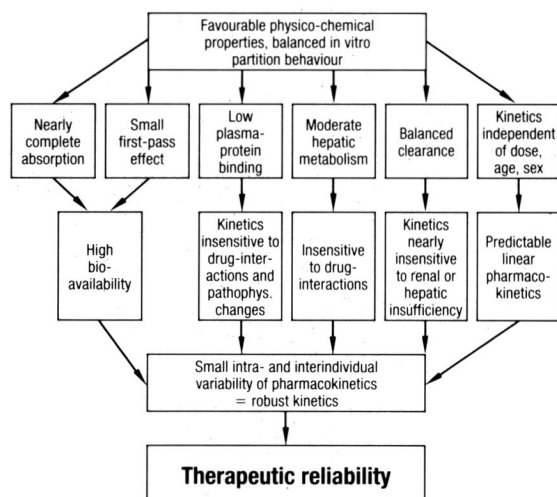 Favourable physico-chemical
properties, balanced in vitro
partition behaviour
Nearly
complete
absorption
Small
first-pass
effect
Low
plasma-
protein
binding
Moderate
hepatic
metabolism
Balanced
clearance
Kinetics
independent
of dose,
age, sex
High
bio-
availability
Kinetics
insensitive to
drug-inter-
actions and
pathophys.
changes
Insensitive
to drug-
interactions
Kinetics
nearly
insensitive
to renal or
hepatic
insufficiency
Predictable
linear
pharmaco-
kinetics
Small intra- and interindividual
variability of pharmacokinetics
= robust kinetics
Therapeutic reliability